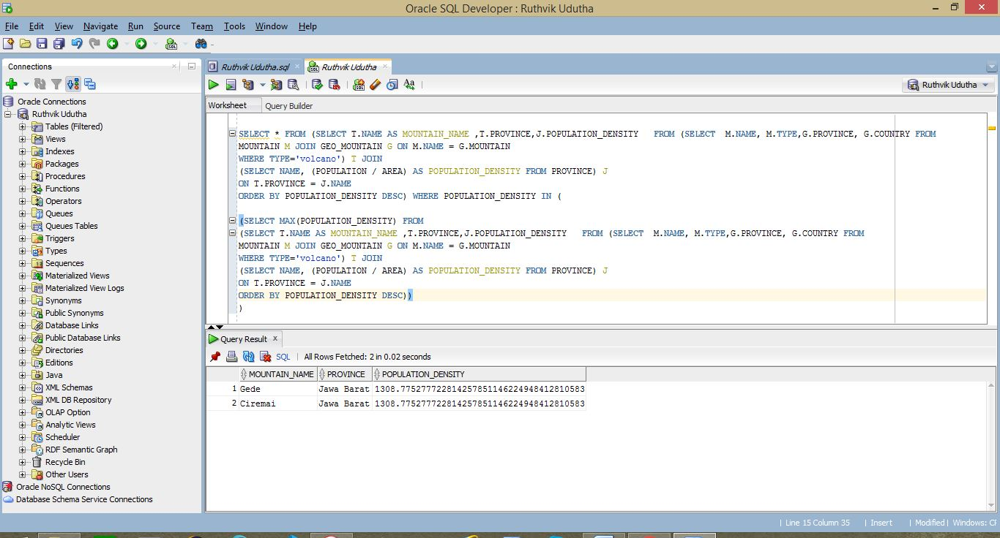 Oracle SQL Developer : Ruthvik Udutha
File Edit View Navigate Run Source Team Tools Window Help
Connections
Oracle Connections
Ruthvik Udutha
Tables (Filtered)
Views
Indexes
Packages
Procedures
Functions
Operators
Queues
Queues Tables
Triggers
Types
Sequences
Materialized Views
Materialized View Logs
Synonyms
Public Synonyms
Database Links
Public Database Links
Directories
Editions
Java
XML Schemas
XML DB Repository
OLAP Option
Analytic Views
Scheduler
RDF Semantic Graph
Recycle Bin
Other Users
Oracle NoSQL Connections
Database Schema Service Connections
Ruthvik Udutha.sql
Ruthvik Udutha
Ruthvik Udutha
Worksheet Query Builder
SELECT * FROM (SELECT T.NAME AS MOUNTAIN_NAME ,T.PROVINCE,J.POPULATION_DENSITY FROM (SELECT M.NAME, M.TYPE,G.PROVINCE, G.COUNTRY FROM
MOUNTAIN M JOIN GEO_MOUNTAIN G ON M.NAME = G.MOUNTAIN
WHERE TYPE='volcano') T JOIN
(SELECT NAME, (POPULATION / AREA) AS POPULATION_DENSITY FROM PROVINCE) J
ON T.PROVINCE = J.NAME
ORDER BY POPULATION_DENSITY DESC) WHERE POPULATION_DENSITY IN (
(SELECT MAX(POPULATION_DENSITY) FROM
(SELECT T.NAME AS MOUNTAIN_NAME ,T.PROVINCE,J.POPULATION_DENSITY FROM (SELECT M.NAME, M.TYPE,G.PROVINCE, G.COUNTRY FROM
MOUNTAIN M JOIN GEO_MOUNTAIN G ON M.NAME = G.MOUNTAIN
WHERE TYPE='volcano') T JOIN
(SELECT NAME, (POPULATION / AREA) AS POPULATION_DENSITY FROM PROVINCE) J
ON T.PROVINCE = J.NAME
ORDER BY POPULATION_DENSITY DESC))
)
Query Result x
SQL | All Rows Fetched: 2 in 0.02 seconds
MOUNTAIN_NAME PROVINCE POPULATION_DENSITY
1 Gede Jawa Barat 1308.77527772281425785114622494841281​0583
2 Ciremai Jawa Barat 1308.77527772281425785114622494841281​0583
| Line 15 Column 35 | Insert | Modified | Windows: CF